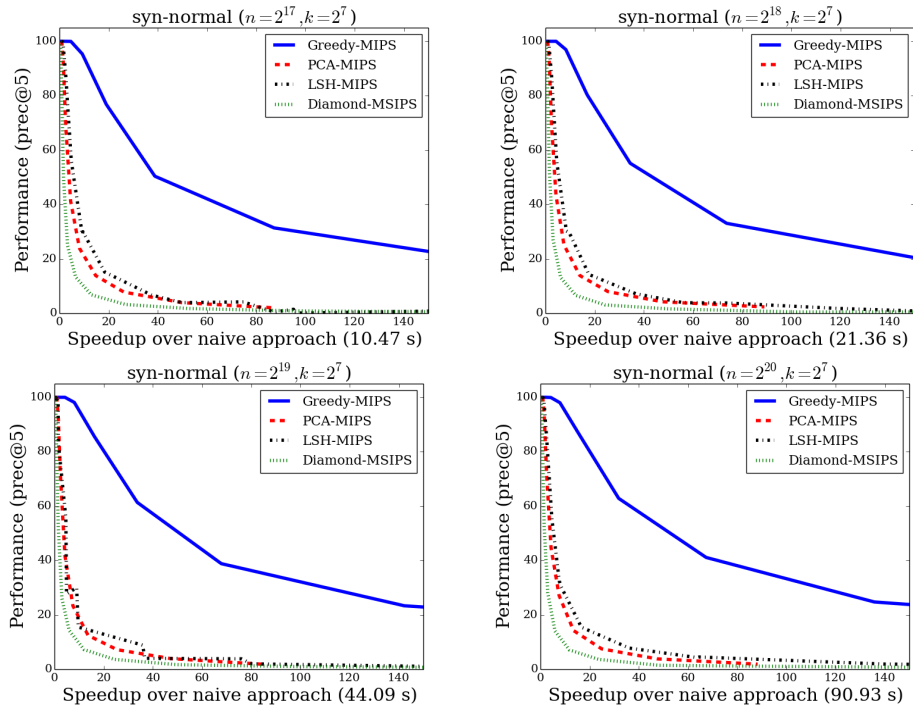 syn-normal (n=2^17, k=2^7)
Performance (prec@5)
100
80
60
40
20
0
Greedy-MIPS
PCA-MIPS
LSH-MIPS
Diamond-MSIPS
0 20 40 60 80 100 120 140
Speedup over naive approach (10.47 s)
syn-normal (n=2^18, k=2^7)
Performance (prec@5)
100
80
60
40
20
0
Greedy-MIPS
PCA-MIPS
LSH-MIPS
Diamond-MSIPS
0 20 40 60 80 100 120 140
Speedup over naive approach (21.36 s)
syn-normal (n=2^19, k=2^7)
Performance (prec@5)
100
80
60
40
20
0
Greedy-MIPS
PCA-MIPS
LSH-MIPS
Diamond-MSIPS
0 20 40 60 80 100 120 140
Speedup over naive approach (44.09 s)
syn-normal (n=2^20, k=2^7)
Performance (prec@5)
100
80
60
40
20
0
Greedy-MIPS
PCA-MIPS
LSH-MIPS
Diamond-MSIPS
0 20 40 60 80 100 120 140
Speedup over naive approach (90.93 s)